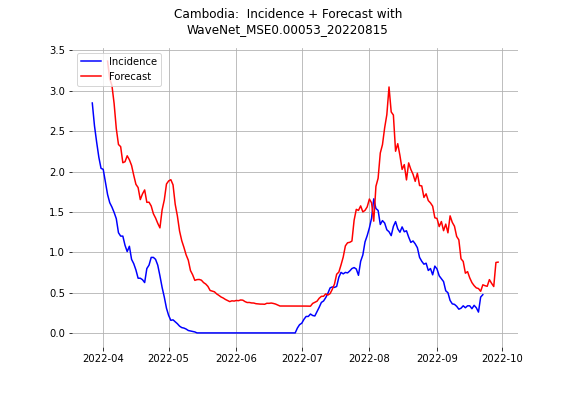 Cambodia:  Incidence + Forecast with
WaveNet_MSE0.00053_20220815
Incidence
Forecast
3.5
3.0
2.5
2.0
1.5
1.0
0.5
0.0
2022-04 2022-05 2022-06 2022-07 2022-08 2022-09 2022-10